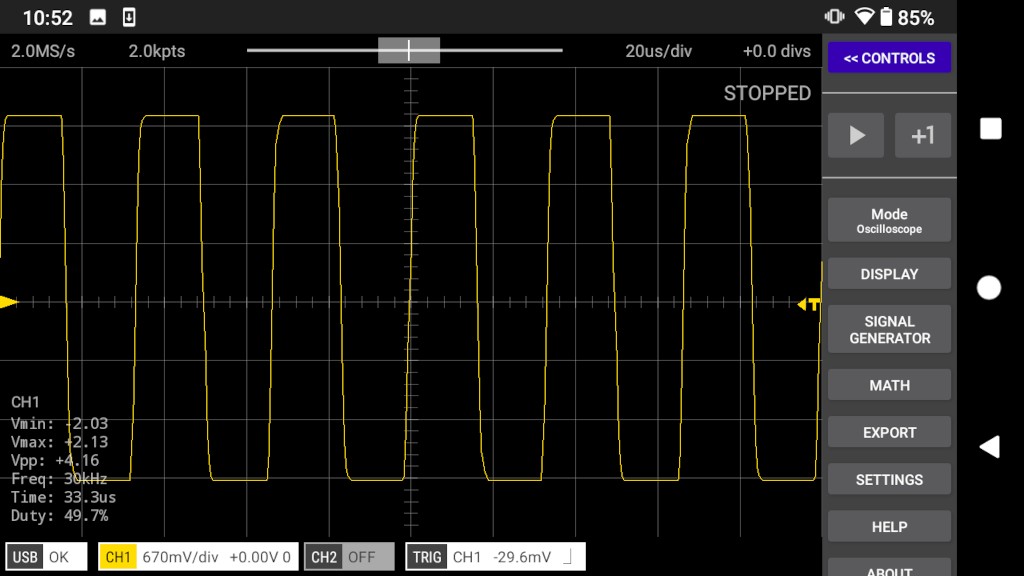 10:52
85%
2.0MS/s 2.0kpts 20us/div +0.0 divs
<< CONTROLS
STOPPED
+1
Mode
Oscilloscope
DISPLAY
T
SIGNAL
GENERATOR
MATH
CH1
Vmin: -2.03
Vmax: +2.13
Vpp: +4.16
Freq: 30kHz
Time: 33.3us
Duty: 49.7%
EXPORT
SETTINGS
HELP
ABOUT
USB OK CH1 670mV/div +0.00V 0 CH2 OFF TRIG CH1 -29.6mV